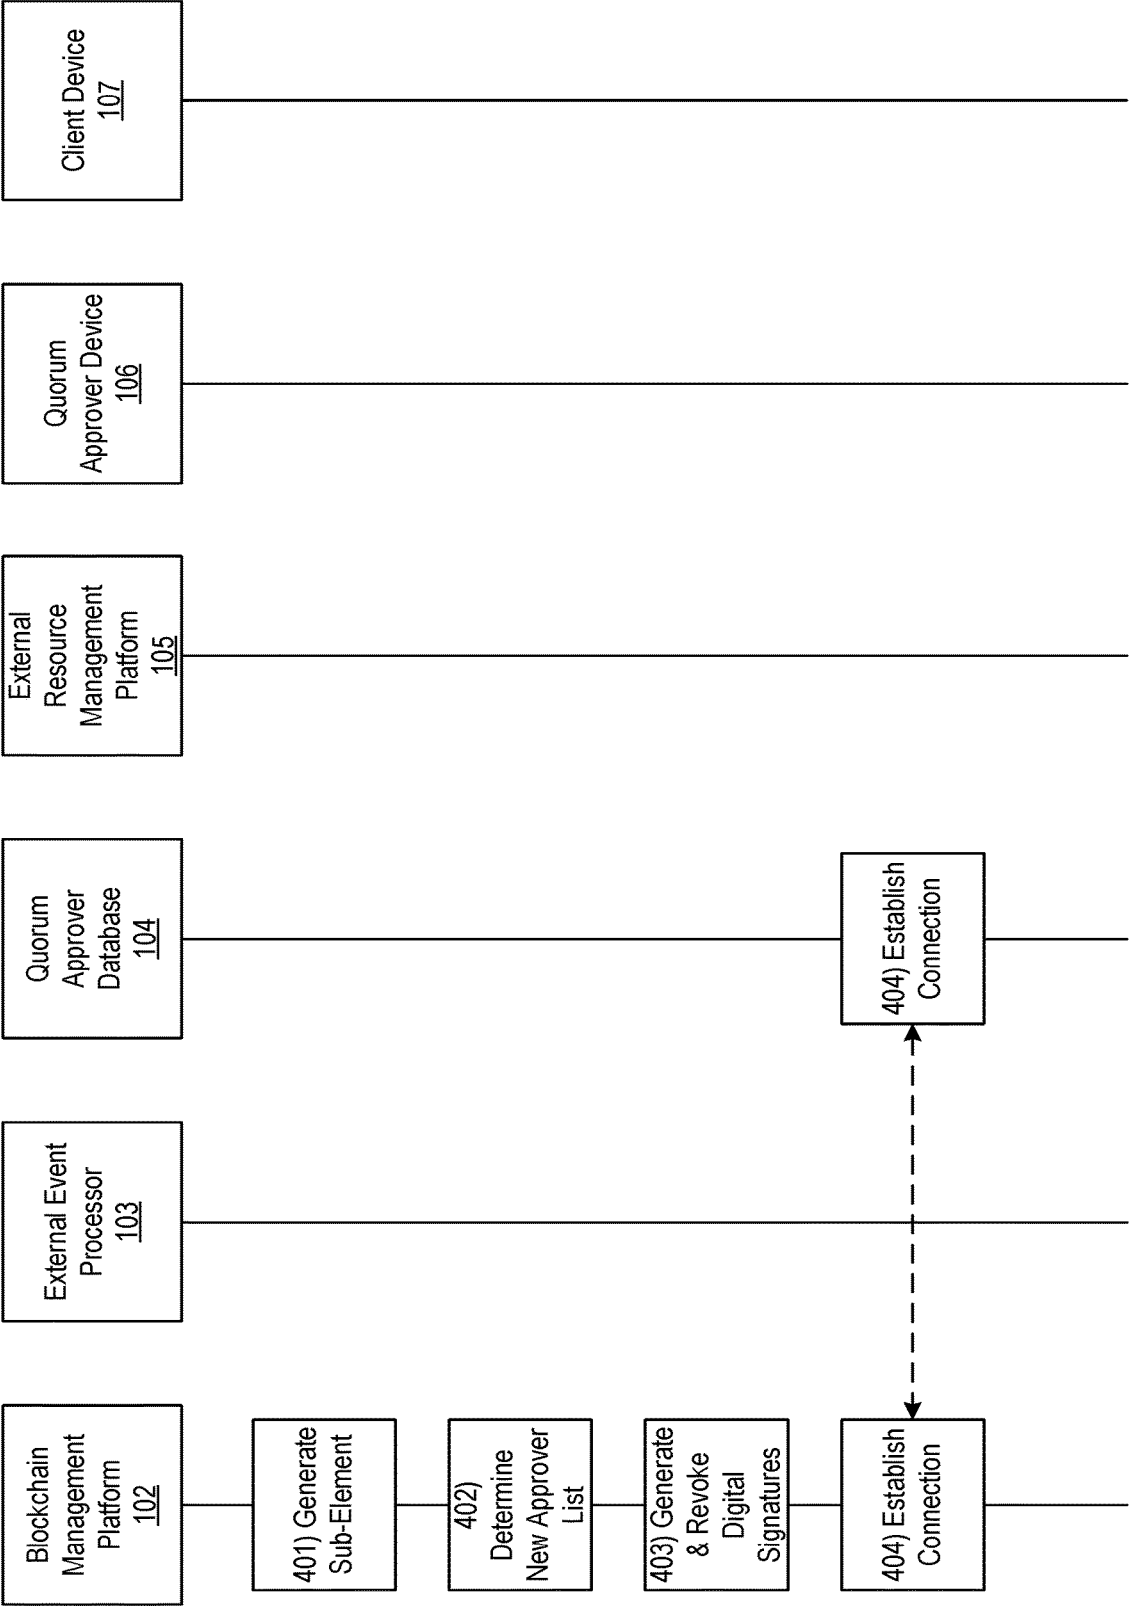 Blockchain
Management
Platform
102
External Event
Processor
103
Quorum
Approver
Database
104
External
Resource
Management
Platform
105
Quorum
Approver Device
106
Client Device
107
401) Generate
Sub-Element
402)
Determine
New Approver
List
403) Generate
& Revoke
Digital
Signatures
404) Establish
Connection
404) Establish
Connection